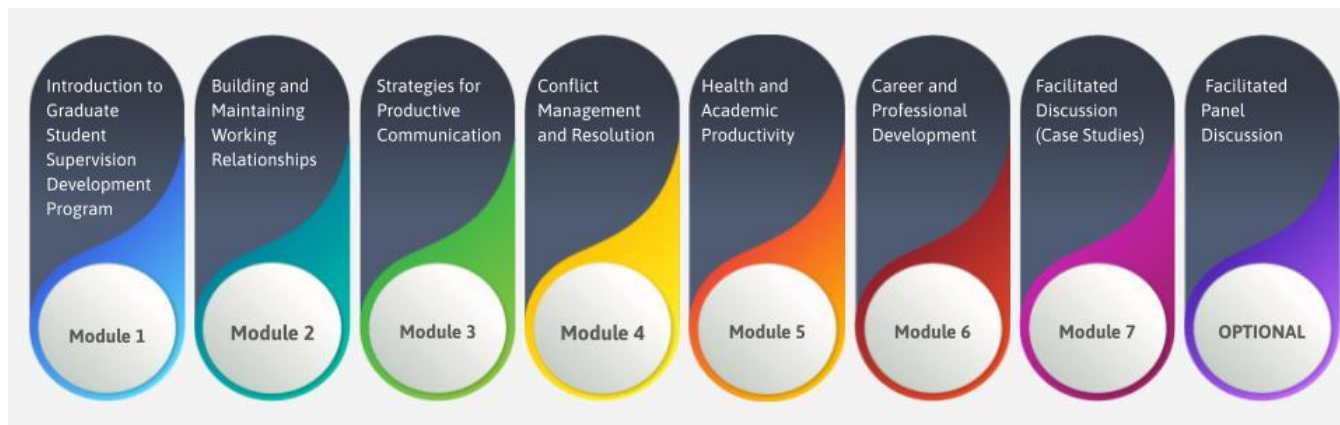 Introduction to
Graduate
Student
Supervision
Development
Program
Module 1
Building and
Maintaining
Working
Relationships
Module 2
Strategies for
Productive
Communication
Module 3
Conflict
Management
and Resolution
Module 4
Health and
Academic
Productivity
Module 5
Career and
Professional
Development
Module 6
Facilitated
Discussion
(Case Studies)
Module 7
Facilitated
Panel
Discussion
OPTIONAL